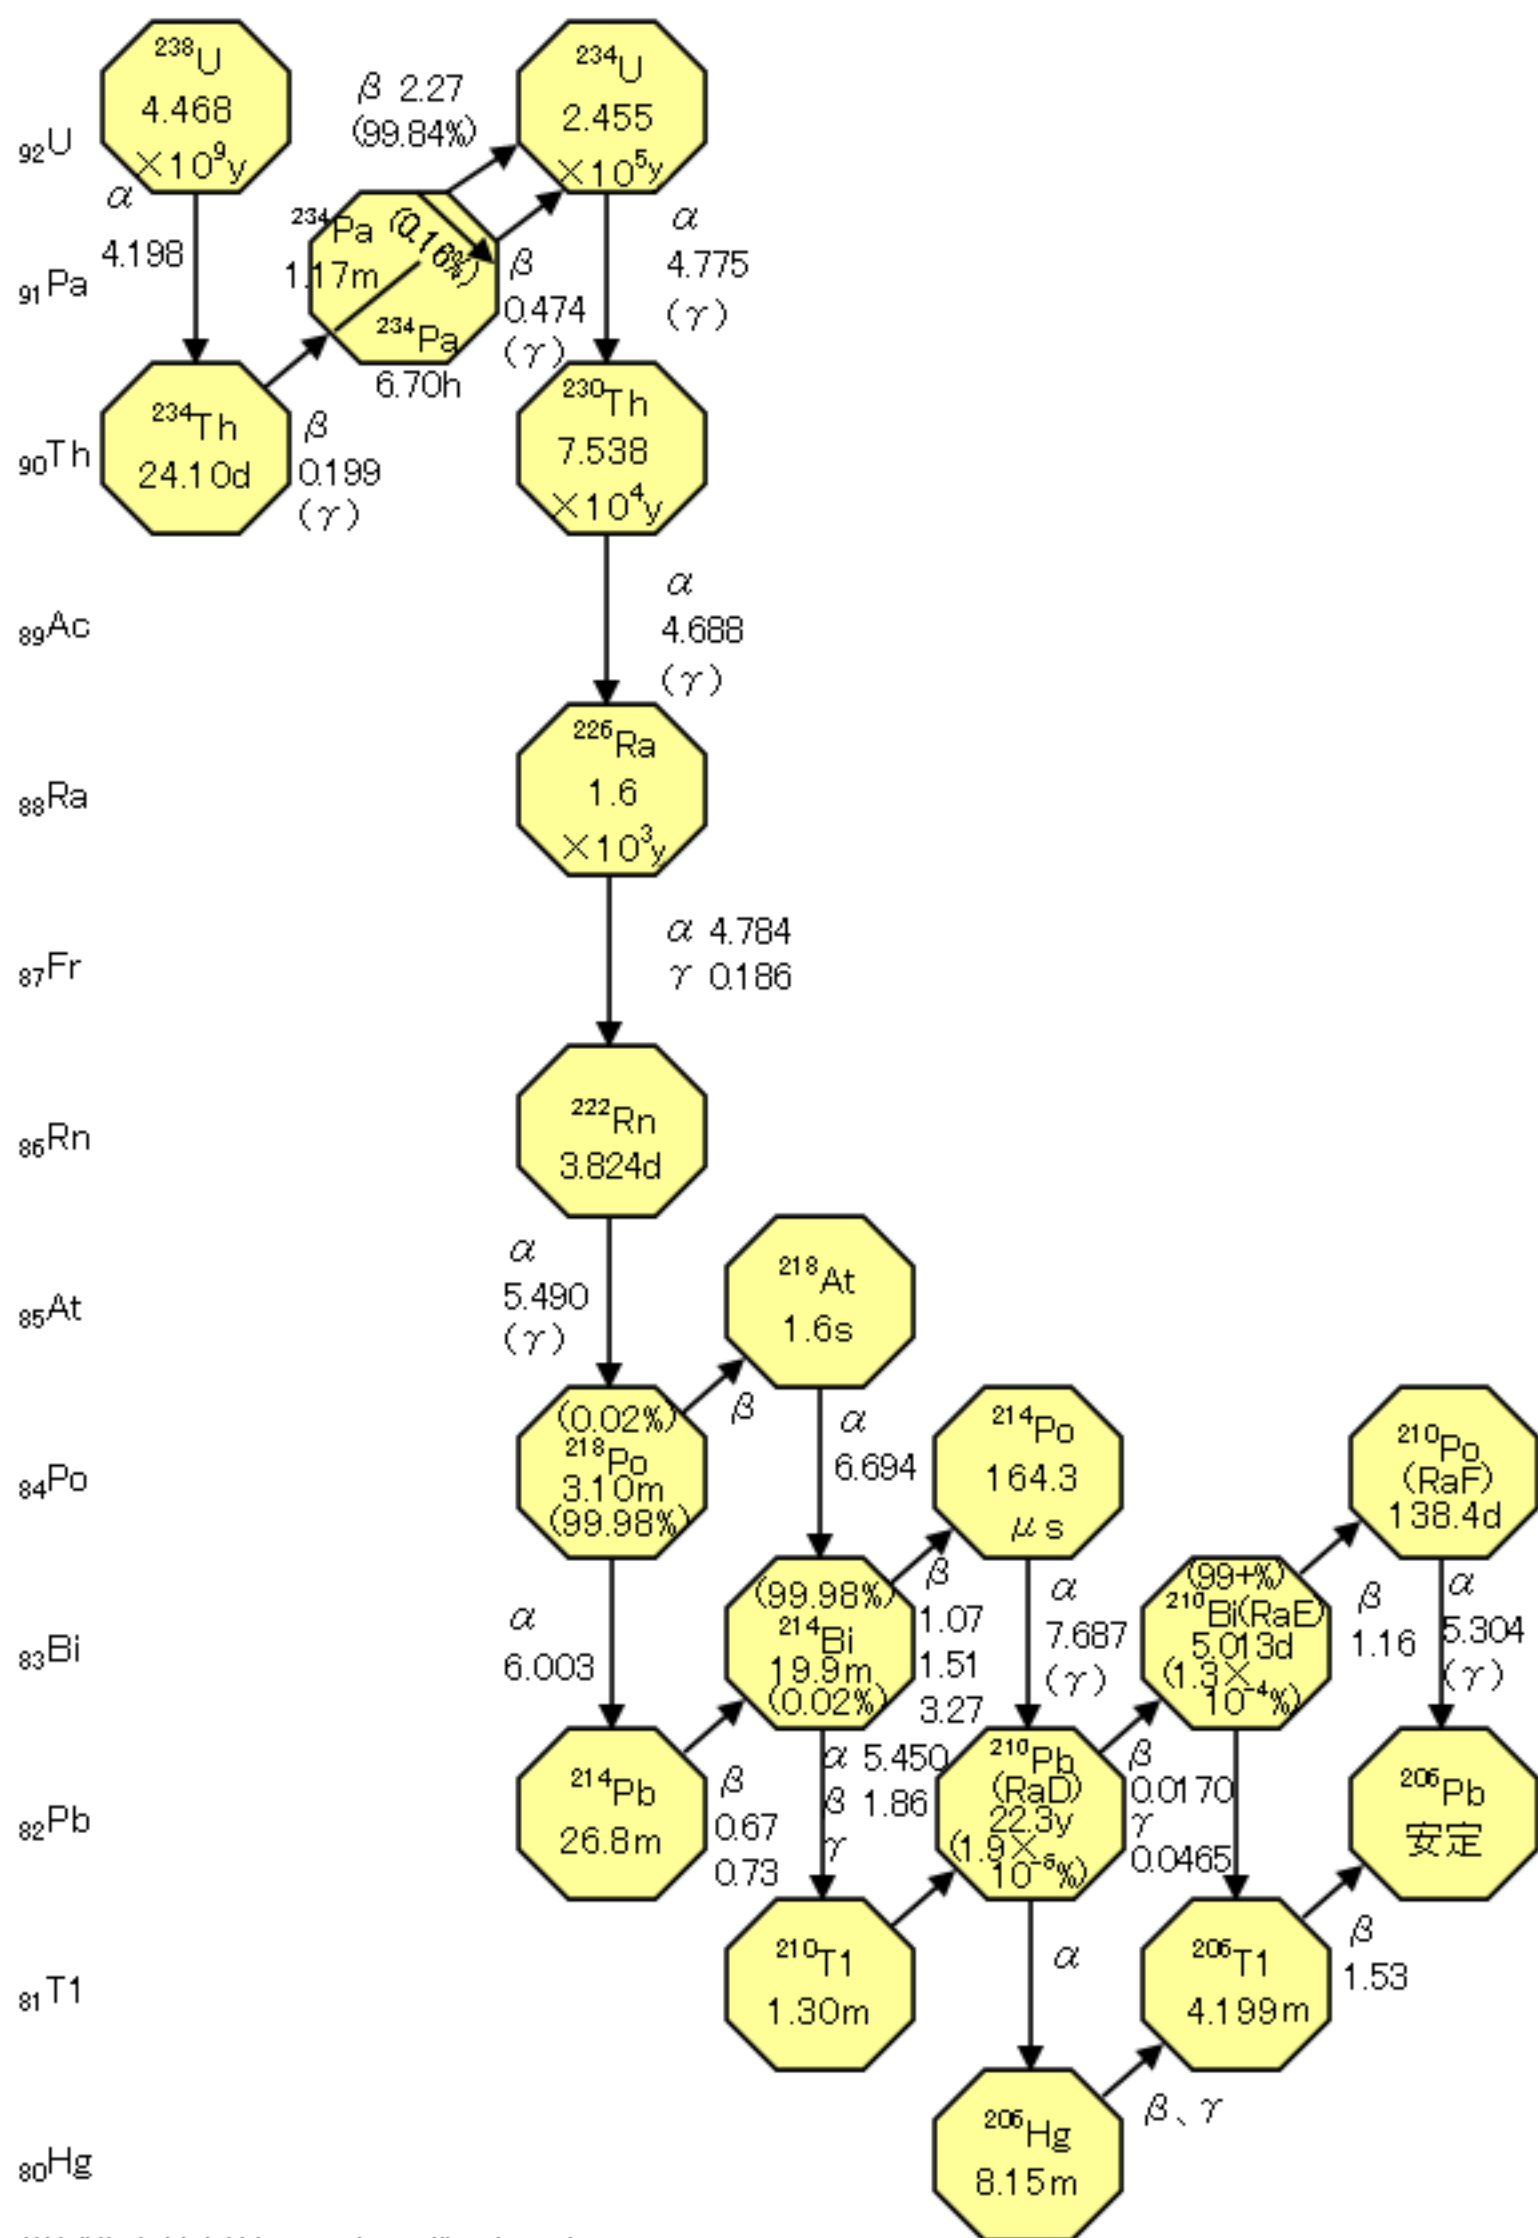 238U
4.468
×10⁹y
β 2.27
(99.84%)
234U
2.455
×10⁵y
92U
α
4.198
234Pa
1.17m
(0.16%)
234Pa
6.70h
β
0.474
(γ)
α
4.775
(γ)
91Pa
234Th
24.10d
β
0.199
(γ)
230Th
7.538
×10⁴y
90Th
α
4.688
(γ)
89Ac
226Ra
1.6
×10³y
88Ra
α 4.784
γ 0.186
87Fr
222Rn
3.824d
86Rn
α
5.490
(γ)
218At
1.6s
85At
(0.02%)
218Po
3.10m
(99.98%)
β
α
6.694
214Po
164.3
μs
210Po
(RaF)
138.4d
84Po
α
6.003
(99.98%)
214Bi
19.9m
(0.02%)
β
1.07
1.51
3.27
α
7.687
(γ)
(99+%)
210Bi(RaE)
5.013d
(1.3×
10⁻⁴%)
β
1.16
α
5.304
(γ)
83Bi
214Pb
26.8m
β
0.67
0.73
α 5.450
β 1.86
γ
210Pb
(RaD)
22.3y
(1.9×
10⁻⁶%)
β
0.0170
γ
0.0465
206Pb
安定
82Pb
210T1
1.30m
α
206T1
4.199m
β
1.53
81T1
206Hg
8.15m
β、γ
80Hg